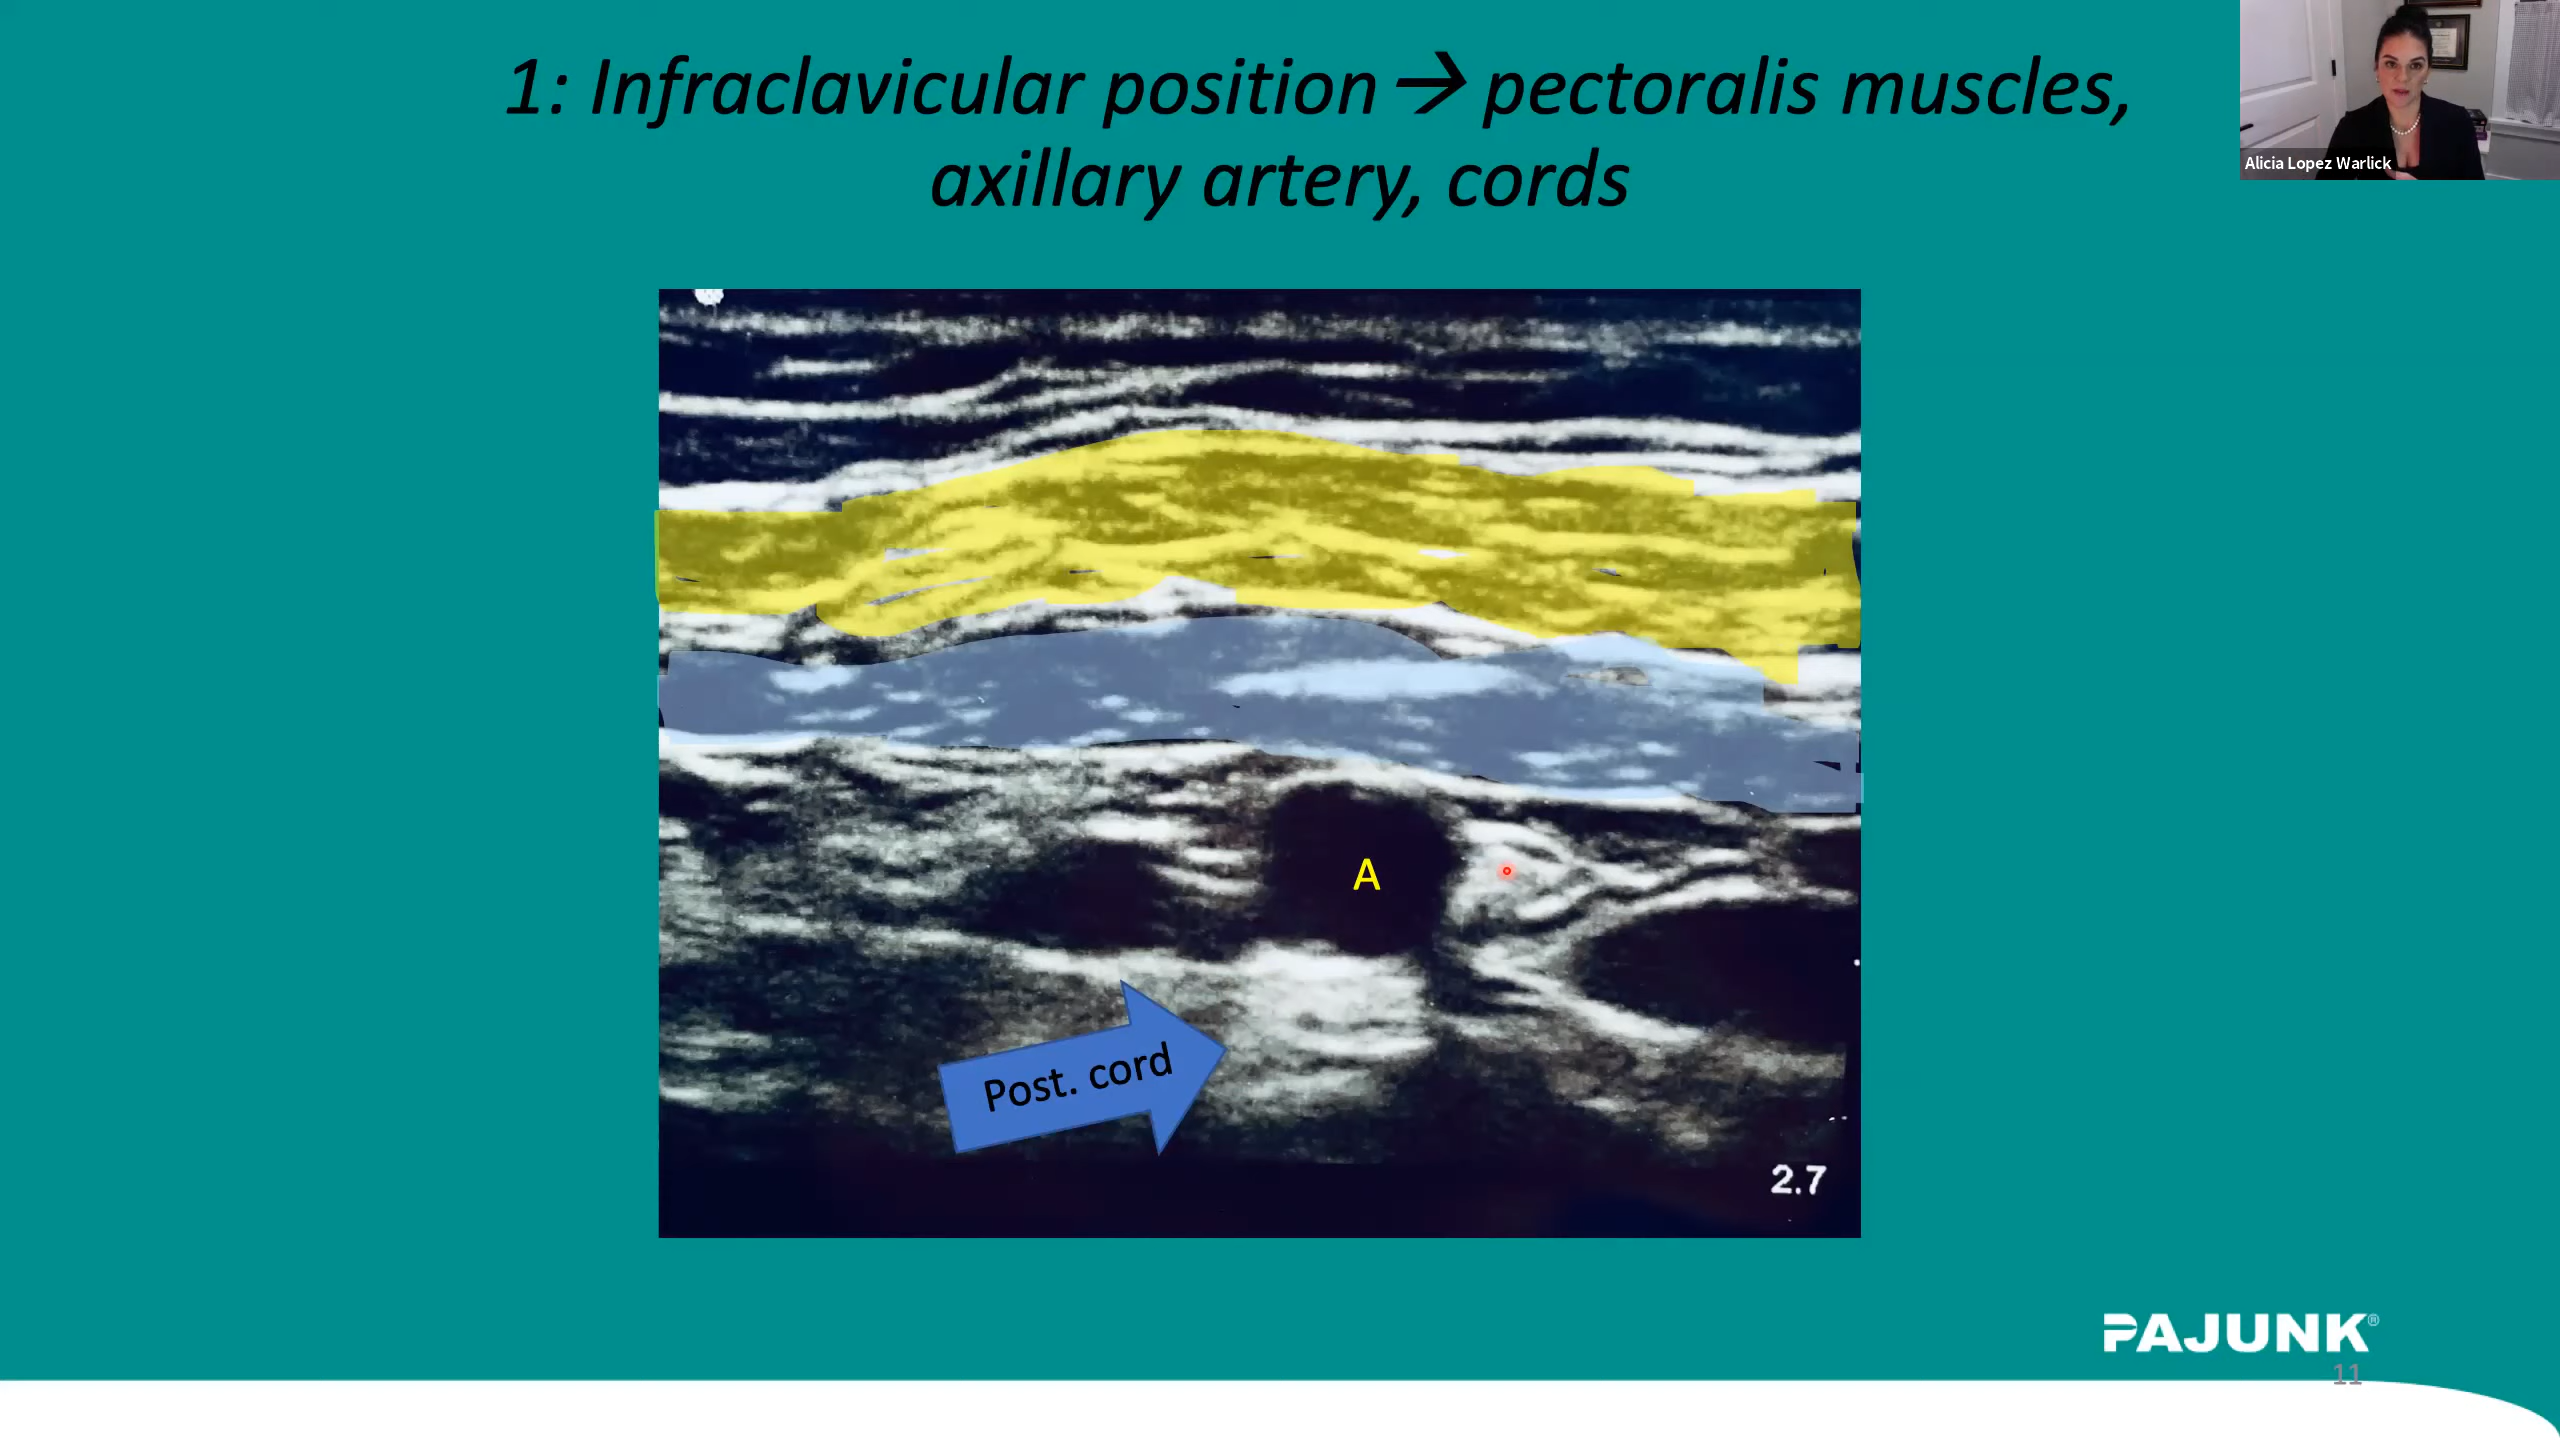 1: Infraclavicular position → pectoralis muscles,
axillary artery, cords
Alicia Lopez Warlick
A
Post. cord
2.7
PAJUNK®
11